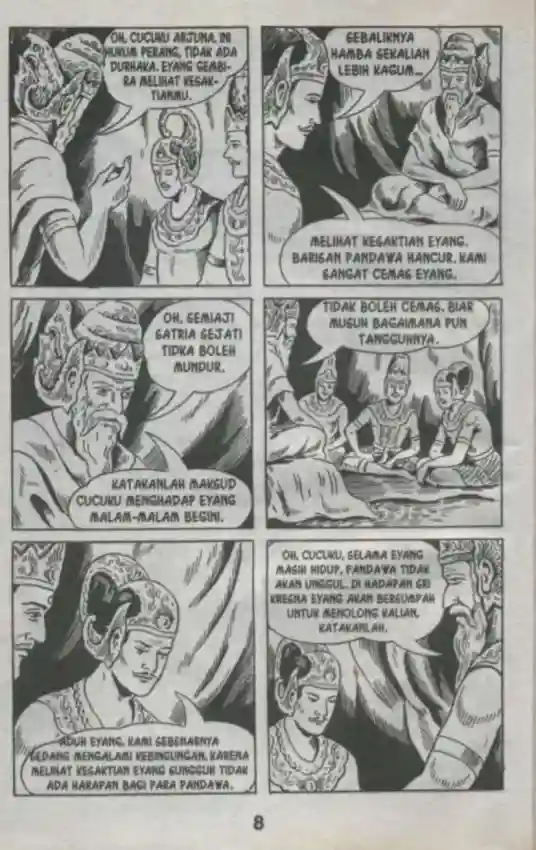 OH, CUCUKU ARJUNA, INI
HUKUM PERANG, TIDAK ADA
DURHAKA. EYANG GEMBI-
RA MELIHAT KESAK-
TIANMU.
SEBALIKNYA
HAMBA SEKALIAN
LEBIH KAGUM...
MELIHAT KESAKTIAN EYANG.
BARISAN PANDAWA HANCUR. KAMI
SANGAT CEMAS EYANG.
OH, SEMIAJI
SATRIA SEJATI
TIDKA BOLEH
MUNDUR.
KATAKANLAH MAKSUD
CUCUKU MENGHADAP EYANG
MALAM-MALAM BEGINI.
TIDAK BOLEH CEMAS. BIAR
MUSUH BAGAIMANA PUN
TANGGUHNYA.
ADUH EYANG, KAMI SEBENARNYA
SEDANG MENGALAMI KEBINGUNGAN. KARENA
MELIHAT KESAKTIAN EYANG SUNGGUH TIDAK
ADA HARAPAN BAGI PARA PANDAWA.
OH, CUCUKU, SELAMA EYANG
MASIH HIDUP, PANDAWA TIDAK
AKAN UNGGUL. DI HADAPAN SRI
KRESNA EYANG AKAN BERSUMPAH
UNTUK MENOLONG KALIAN.
KATAKANLAH.
8